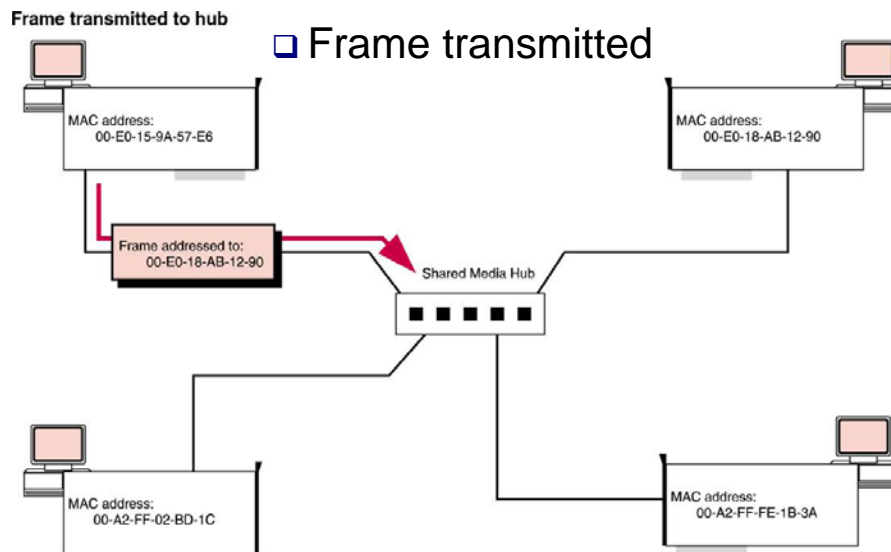 Frame transmitted to hub
Frame transmitted
MAC address:
00-E0-15-9A-57-E6
MAC address:
00-E0-18-AB-12-90
Frame addressed to:
00-E0-18-AB-12-90
Shared Media Hub
MAC address:
00-A2-FF-02-BD-1C
MAC address:
00-A2-FF-FE-1B-3A